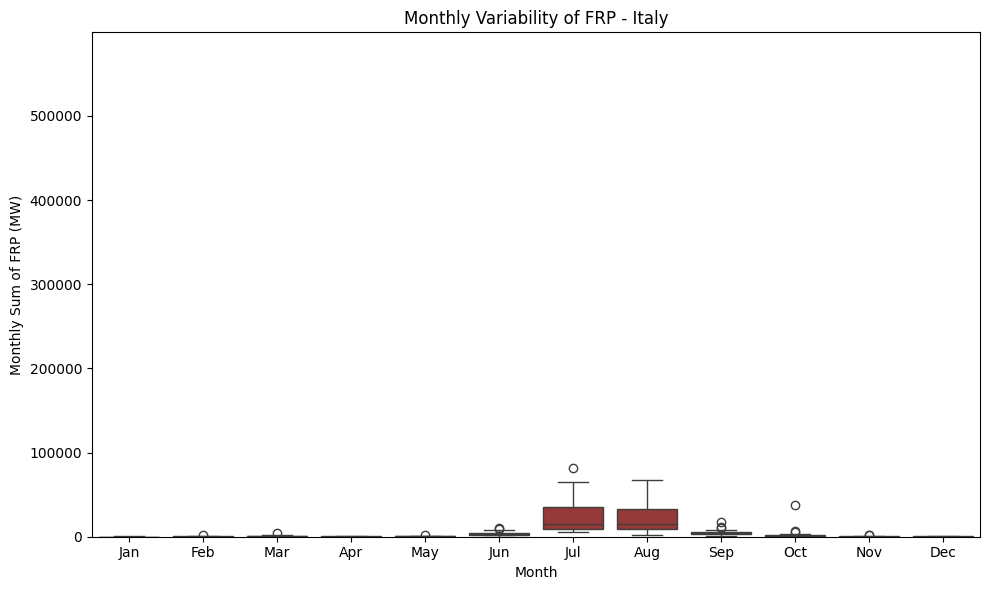 Monthly Variability of FRP - Italy
Monthly Sum of FRP (MW)
500000
400000
300000
200000
100000
0
Jan Feb Mar Apr May Jun Jul Aug Sep Oct Nov Dec
Month